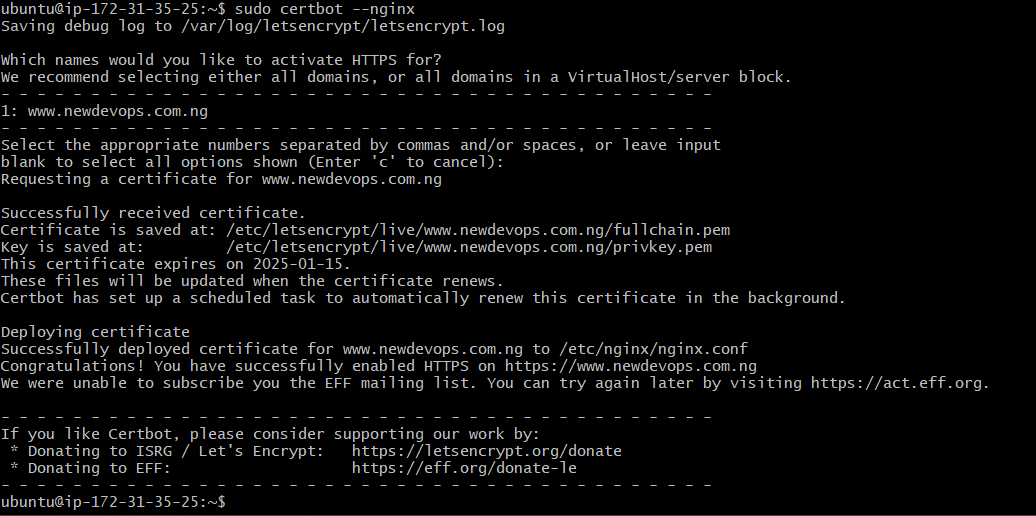 ubuntu@ip-172-31-35-25:~$ sudo certbot --nginx
Saving debug log to /var/log/letsencrypt/letsencrypt.log
Which names would you like to activate HTTPS for?
We recommend selecting either all domains, or all domains in a VirtualHost/server block.
- - - - - - - - - - - - - - - - - - - - - - - - - - - - - - - - - - - - - - - -
1: www.newdevops.com.ng
- - - - - - - - - - - - - - - - - - - - - - - - - - - - - - - - - - - - - - - -
Select the appropriate numbers separated by commas and/or spaces, or leave input
blank to select all options shown (Enter 'c' to cancel):
Requesting a certificate for www.newdevops.com.ng
Successfully received certificate.
Certificate is saved at: /etc/letsencrypt/live/www.newdevops.com.ng/fullchain.pem
Key is saved at:         /etc/letsencrypt/live/www.newdevops.com.ng/privkey.pem
This certificate expires on 2025-01-15.
These files will be updated when the certificate renews.
Certbot has set up a scheduled task to automatically renew this certificate in the background.
Deploying certificate
Successfully deployed certificate for www.newdevops.com.ng to /etc/nginx/nginx.conf
Congratulations! You have successfully enabled HTTPS on https://www.newdevops.com.ng
We were unable to subscribe you the EFF mailing list. You can try again later by visiting https://act.eff.org.
- - - - - - - - - - - - - - - - - - - - - - - - - - - - - - - - - - - - - - - -
If you like Certbot, please consider supporting our work by:
 * Donating to ISRG / Let's Encrypt:   https://letsencrypt.org/donate
 * Donating to EFF:                    https://eff.org/donate-le
- - - - - - - - - - - - - - - - - - - - - - - - - - - - - - - - - - - - - - - -
ubuntu@ip-172-31-35-25:~$